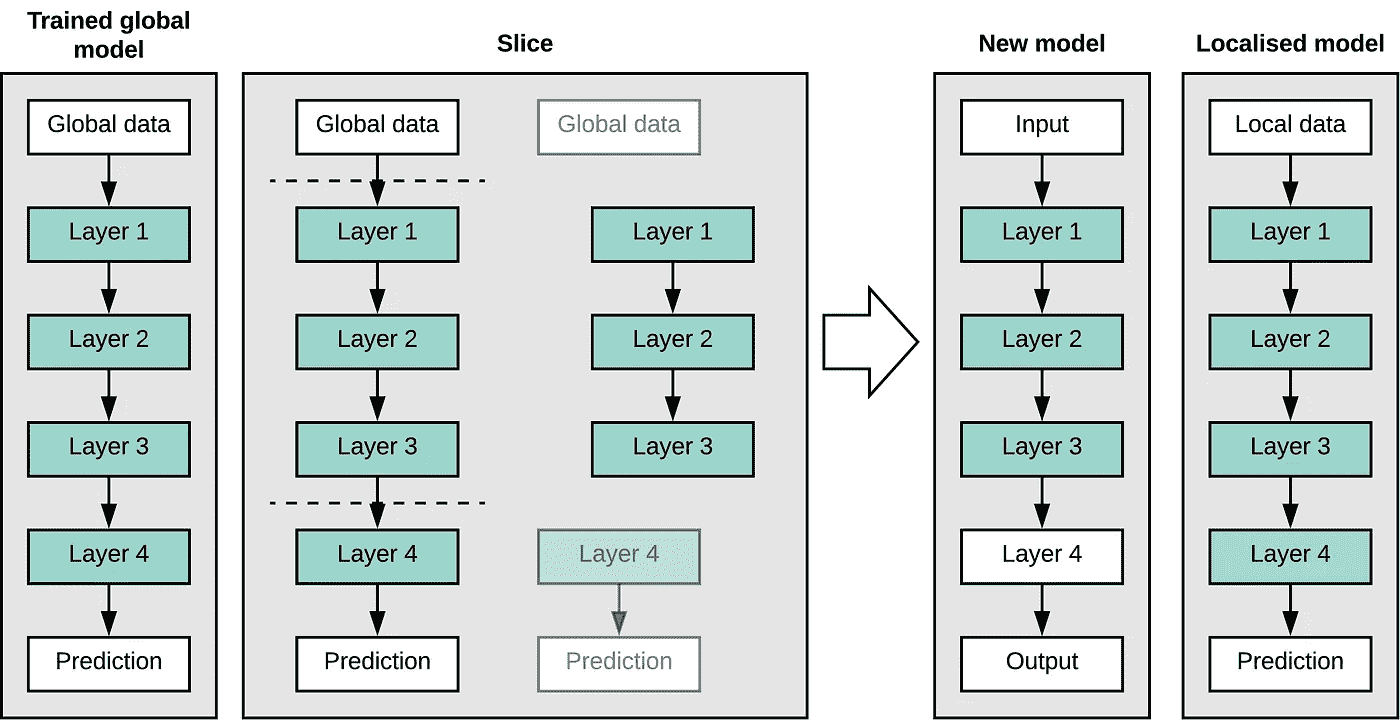 Trained global
model
Global data
Layer 1
Layer 2
Layer 3
Layer 4
Prediction
Slice
Global data
Layer 1
Layer 2
Layer 3
Layer 4
Prediction
Global data
Layer 1
Layer 2
Layer 3
Layer 4
Prediction
New model
Input
Layer 1
Layer 2
Layer 3
Layer 4
Output
Localised model
Local data
Layer 1
Layer 2
Layer 3
Layer 4
Prediction